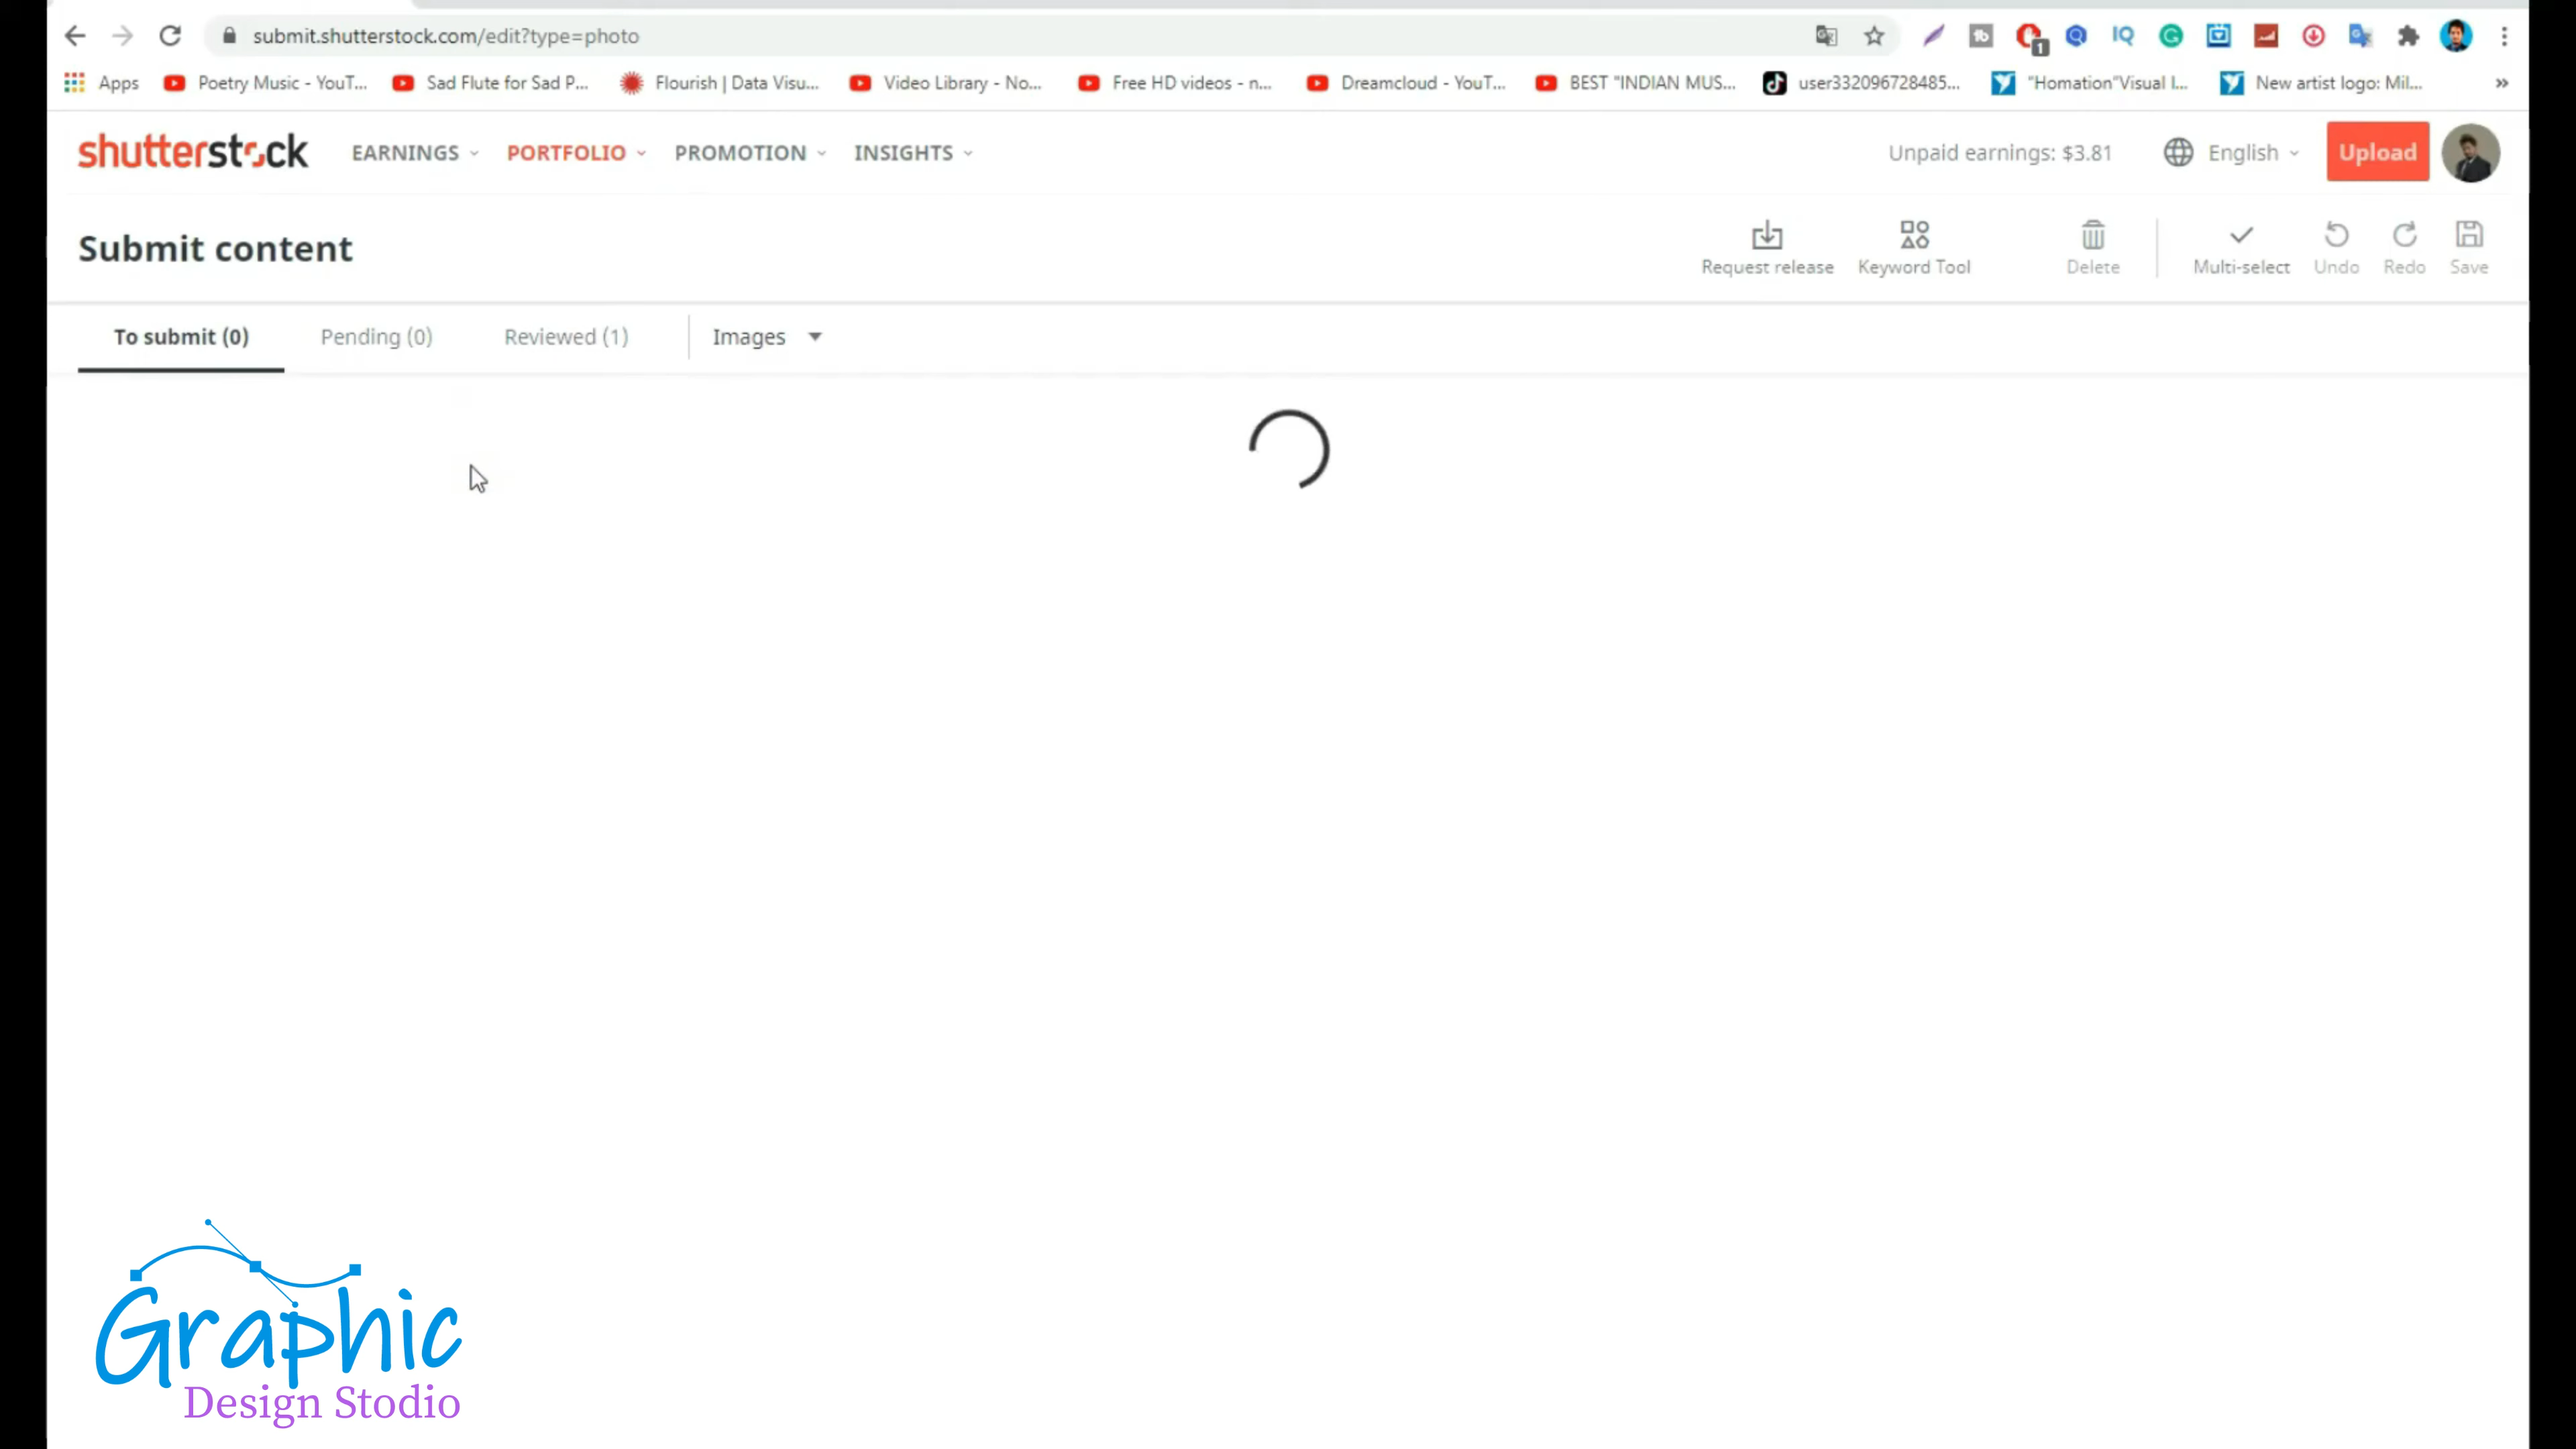 submit.shutterstock.com/edit?type=photo
1
Apps Poetry Music - YouT... Sad Flute for Sad P... Flourish | Data Visu... Video Library - No... Free HD videos - n... Dreamcloud - YouT... BEST "INDIAN MUS... user332096728485... "Homation"Visual I... New artist logo: Mil... »
shutterstock EARNINGS PORTFOLIO PROMOTION INSIGHTS Unpaid earnings: $3.81 English Upload
Submit content Request release Keyword Tool Delete Multi-select Undo Redo Save
To submit (0) Pending (0) Reviewed (1) Images
Graphic
Design Stodio